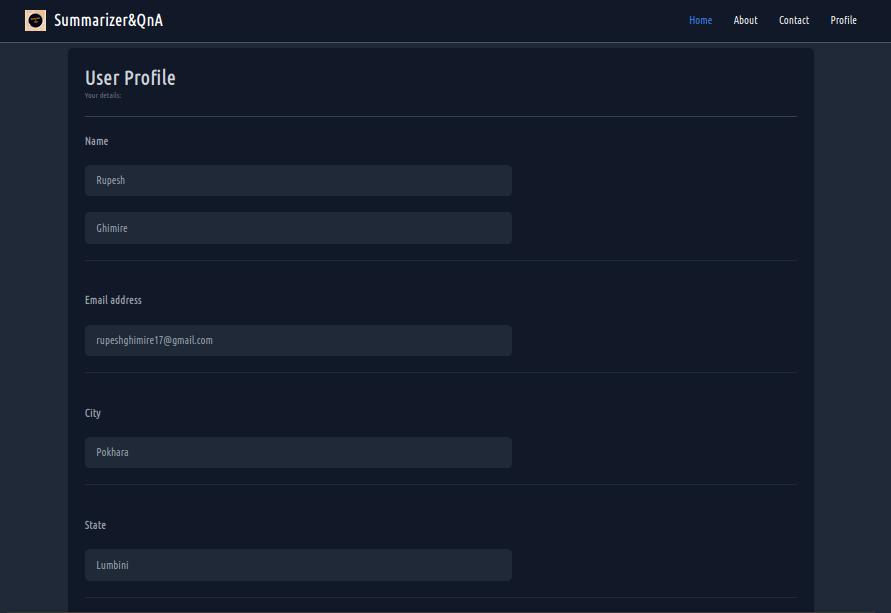 Summarizer&QnA
Home About Contact Profile
User Profile
Your details:
Name
Rupesh
Ghimire
Email address
rupeshghimire17@gmail.com
City
Pokhara
State
Lumbini